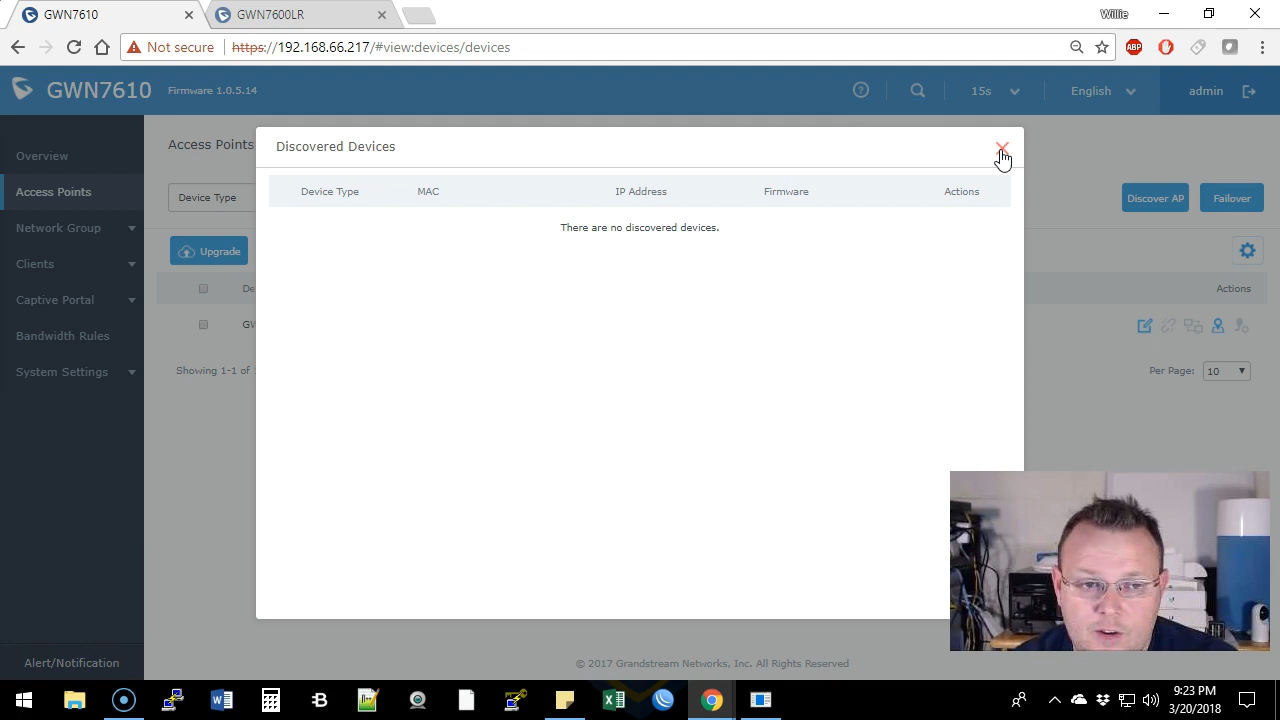 GWN7610
GWN7600LR
Willie
Not secure
https://192.168.66.217/#view:devices/devices
ABP
GWN7610
Firmware 1.0.5.14
15s
English
admin
Overview
Access Points
Network Group
Clients
Captive Portal
Bandwidth Rules
System Settings
Alert/Notification
Access Points
Device Type
Discover AP
Failover
Upgrade
De
Actions
GW
Showing 1-1 of
Per Page:
10
Discovered Devices
Device Type
MAC
IP Address
Firmware
Actions
There are no discovered devices.
© 2017 Grandstream Networks, Inc. All Rights Reserved
9:23 PM
3/20/2018